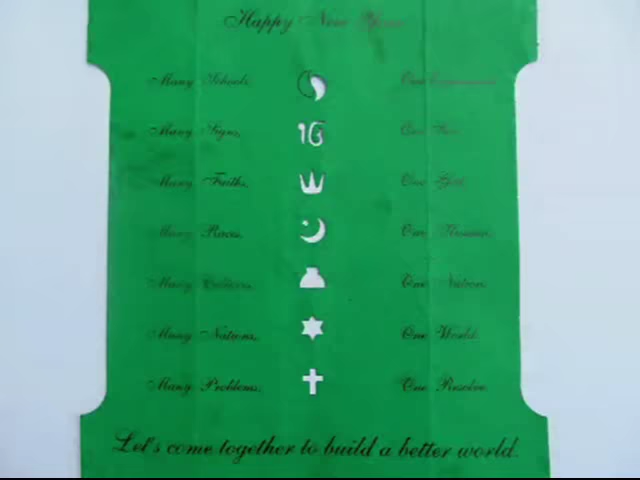 Happy New Year
Many Schools, One
Many Signs, One
Many Faiths, One God.
Many Races, One
Many One Nation.
Many Nations, One World.
Many Problems, One Resolve.
Let's come together to build a better world.